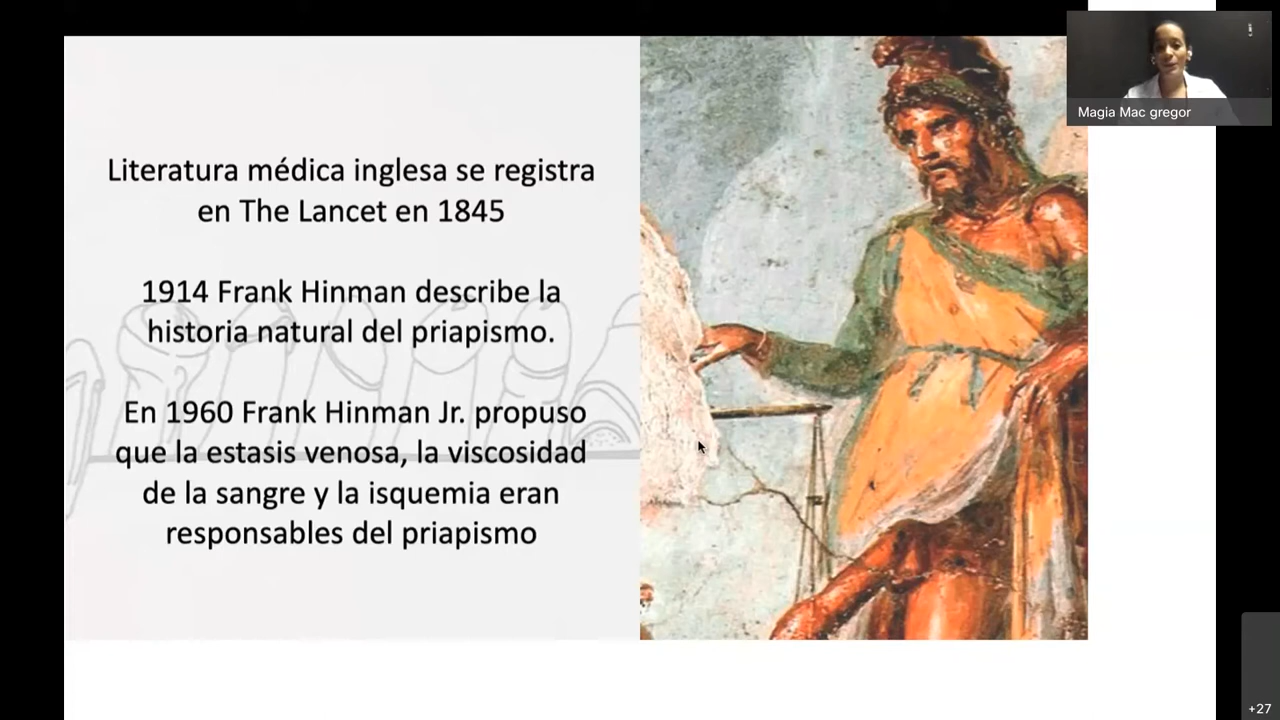 Literatura médica inglesa se registra
en The Lancet en 1845
1914 Frank Hinman describe la
historia natural del priapismo.
En 1960 Frank Hinman Jr. propuso
que la estasis venosa, la viscosidad
de la sangre y la isquemia eran
responsables del priapismo
Magia Mac gregor
+27